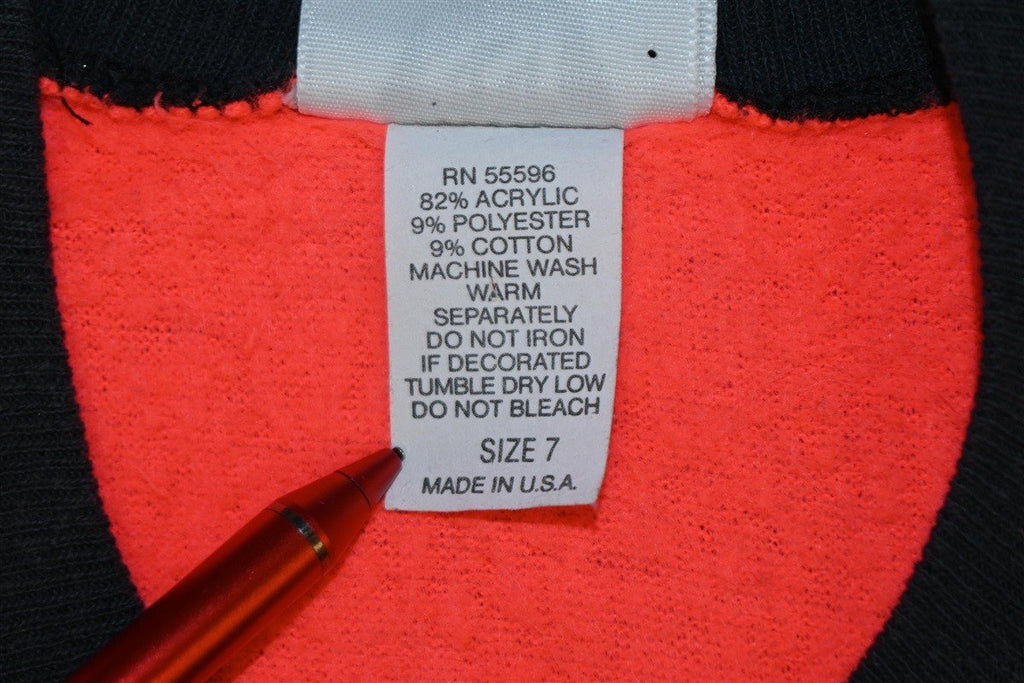 RN 55596
82% ACRYLIC
9% POLYESTER
9% COTTON
MACHINE WASH
WARM
SEPARATELY
DO NOT IRON
IF DECORATED
TUMBLE DRY LOW
DO NOT BLEACH
SIZE 7
MADE IN U.S.A.